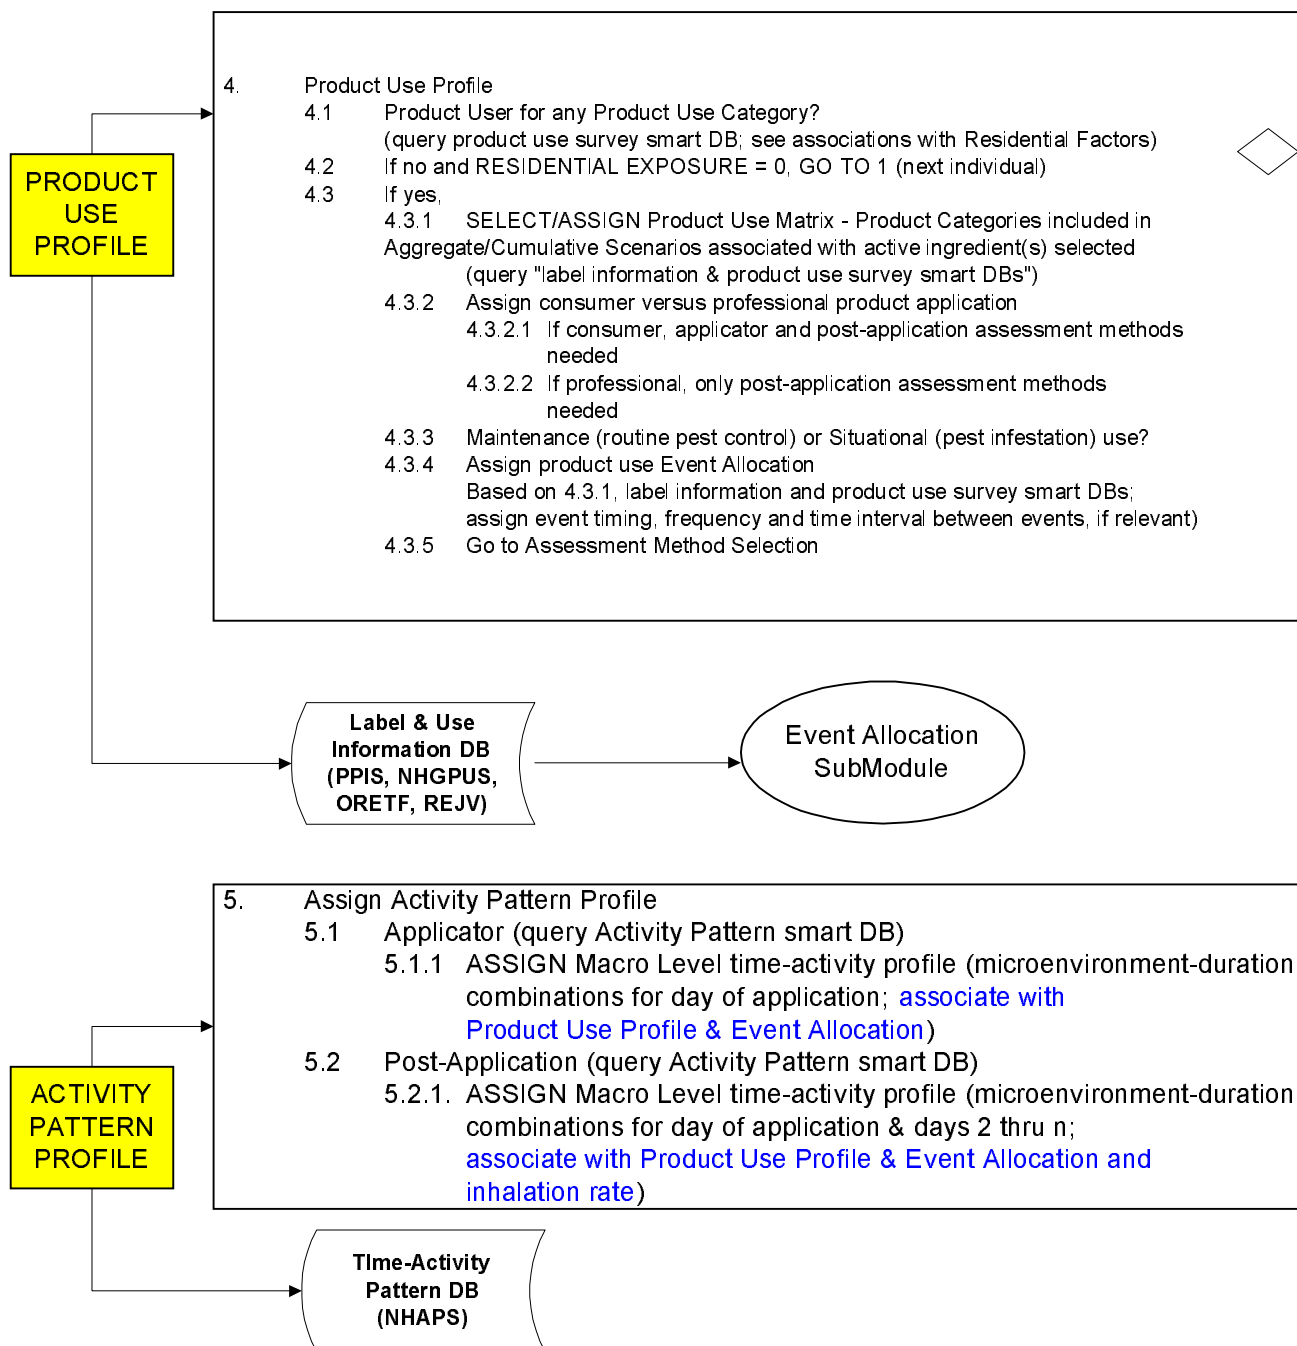 4. Product Use Profile
4.1 Product User for any Product Use Category?
(query product use survey smart DB; see associations with Residential Factors)
4.2 If no and RESIDENTIAL EXPOSURE = 0, GO TO 1 (next individual)
4.3 If yes,
4.3.1 SELECT/ASSIGN Product Use Matrix - Product Categories included in
Aggregate/Cumulative Scenarios associated with active ingredient(s) selected
(query "label information & product use survey smart DBs")
4.3.2 Assign consumer versus professional product application
4.3.2.1 If consumer, applicator and post-application assessment methods
needed
4.3.2.2 If professional, only post-application assessment methods
needed
4.3.3 Maintenance (routine pest control) or Situational (pest infestation) use?
4.3.4 Assign product use Event Allocation
Based on 4.3.1, label information and product use survey smart DBs;
assign event timing, frequency and time interval between events, if relevant)
4.3.5 Go to Assessment Method Selection
PRODUCT
USE
PROFILE
Label & Use
Information DB
(PPIS, NHGPUS,
ORETF, REJV)
Event Allocation
SubModule
5. Assign Activity Pattern Profile
5.1 Applicator (query Activity Pattern smart DB)
5.1.1 ASSIGN Macro Level time-activity profile (microenvironment-duration
combinations for day of application; associate with
Product Use Profile & Event Allocation)
5.2 Post-Application (query Activity Pattern smart DB)
5.2.1. ASSIGN Macro Level time-activity profile (microenvironment-duration
combinations for day of application & days 2 thru n;
associate with Product Use Profile & Event Allocation and
inhalation rate)
ACTIVITY
PATTERN
PROFILE
TIme-Activity
Pattern DB
(NHAPS)